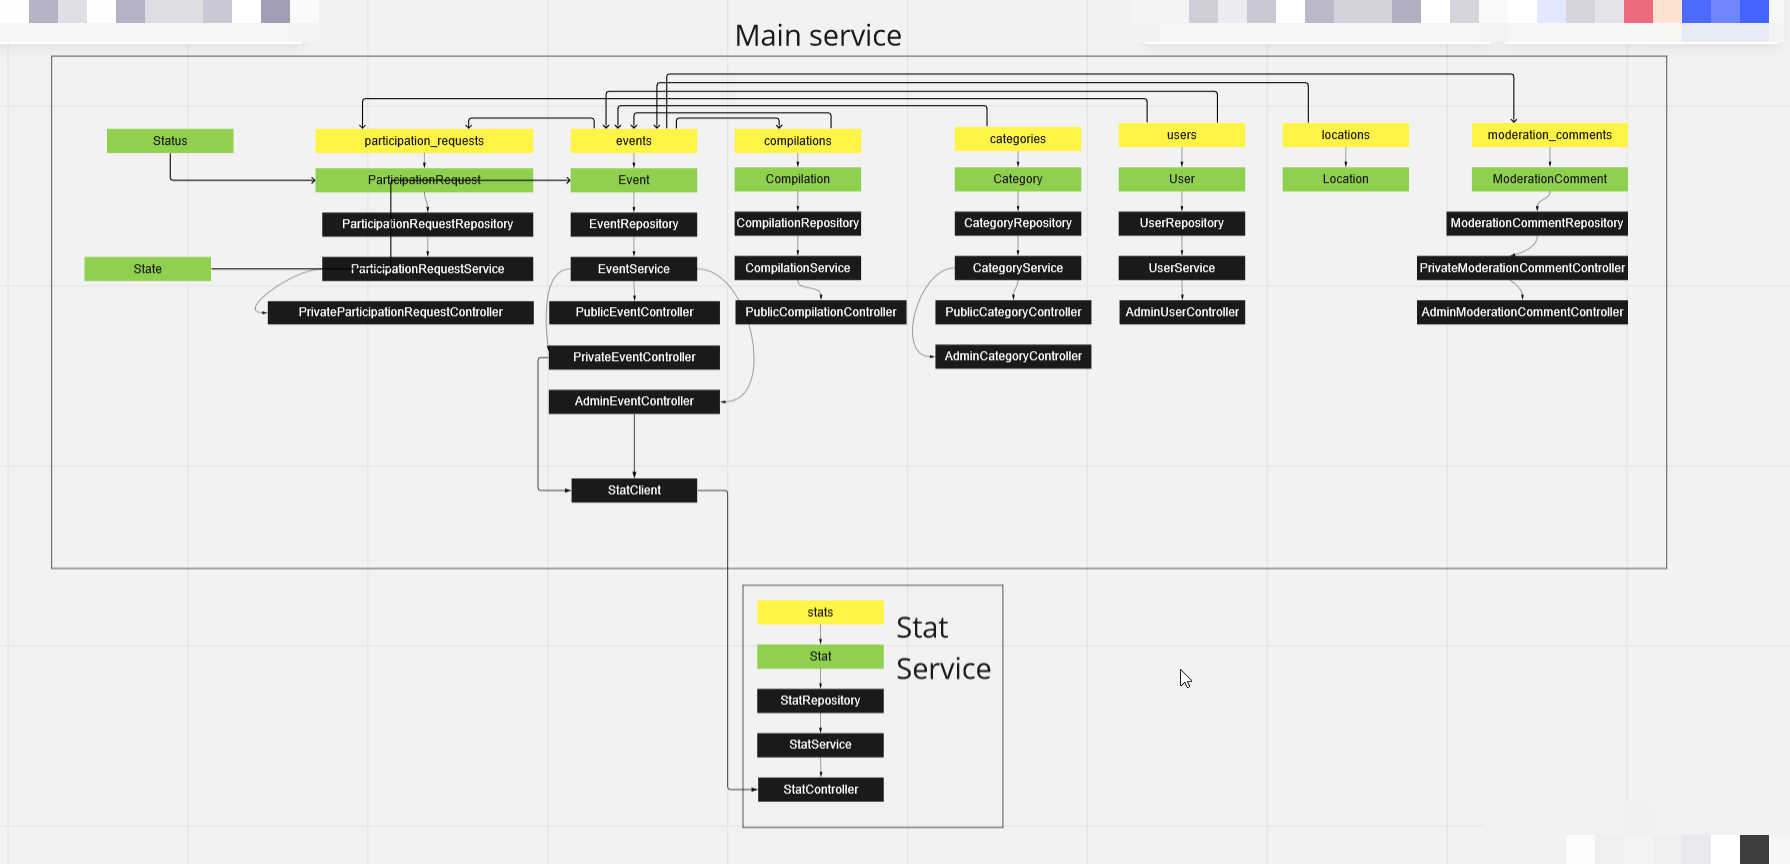 Main service
Status
participation_requests
events
compilations
categories
users
locations
moderation_comments
ParticipationRequest
Event
Compilation
Category
User
Location
ModerationComment
ParticipationRequestRepository
EventRepository
CompilationRepository
CategoryRepository
UserRepository
ModerationCommentRepository
State
ParticipationRequestService
EventService
CompilationService
CategoryService
UserService
PrivateModerationCommentController
PrivateParticipationRequestController
PublicEventController
PublicCompilationController
PublicCategoryController
AdminUserController
AdminModerationCommentController
PrivateEventController
AdminCategoryController
AdminEventController
StatClient
stats
Stat
Service
Stat
StatRepository
StatService
StatController